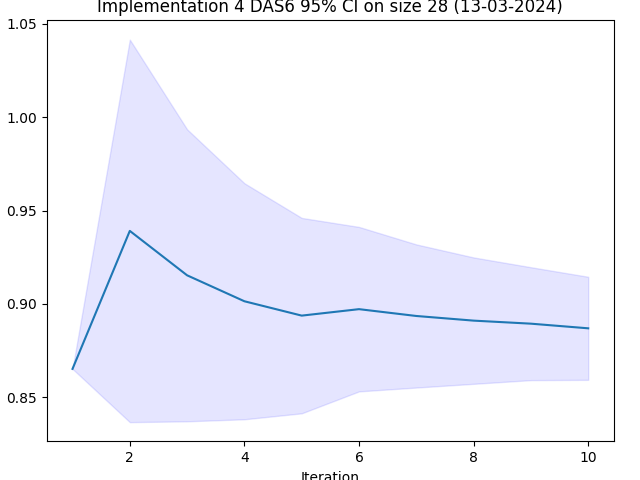 Implementation 4 DAS6 95% CI on size 28 (13-03-2024)
1.05
1.00
0.95
0.90
0.85
2 4 6 8 10
Iteration